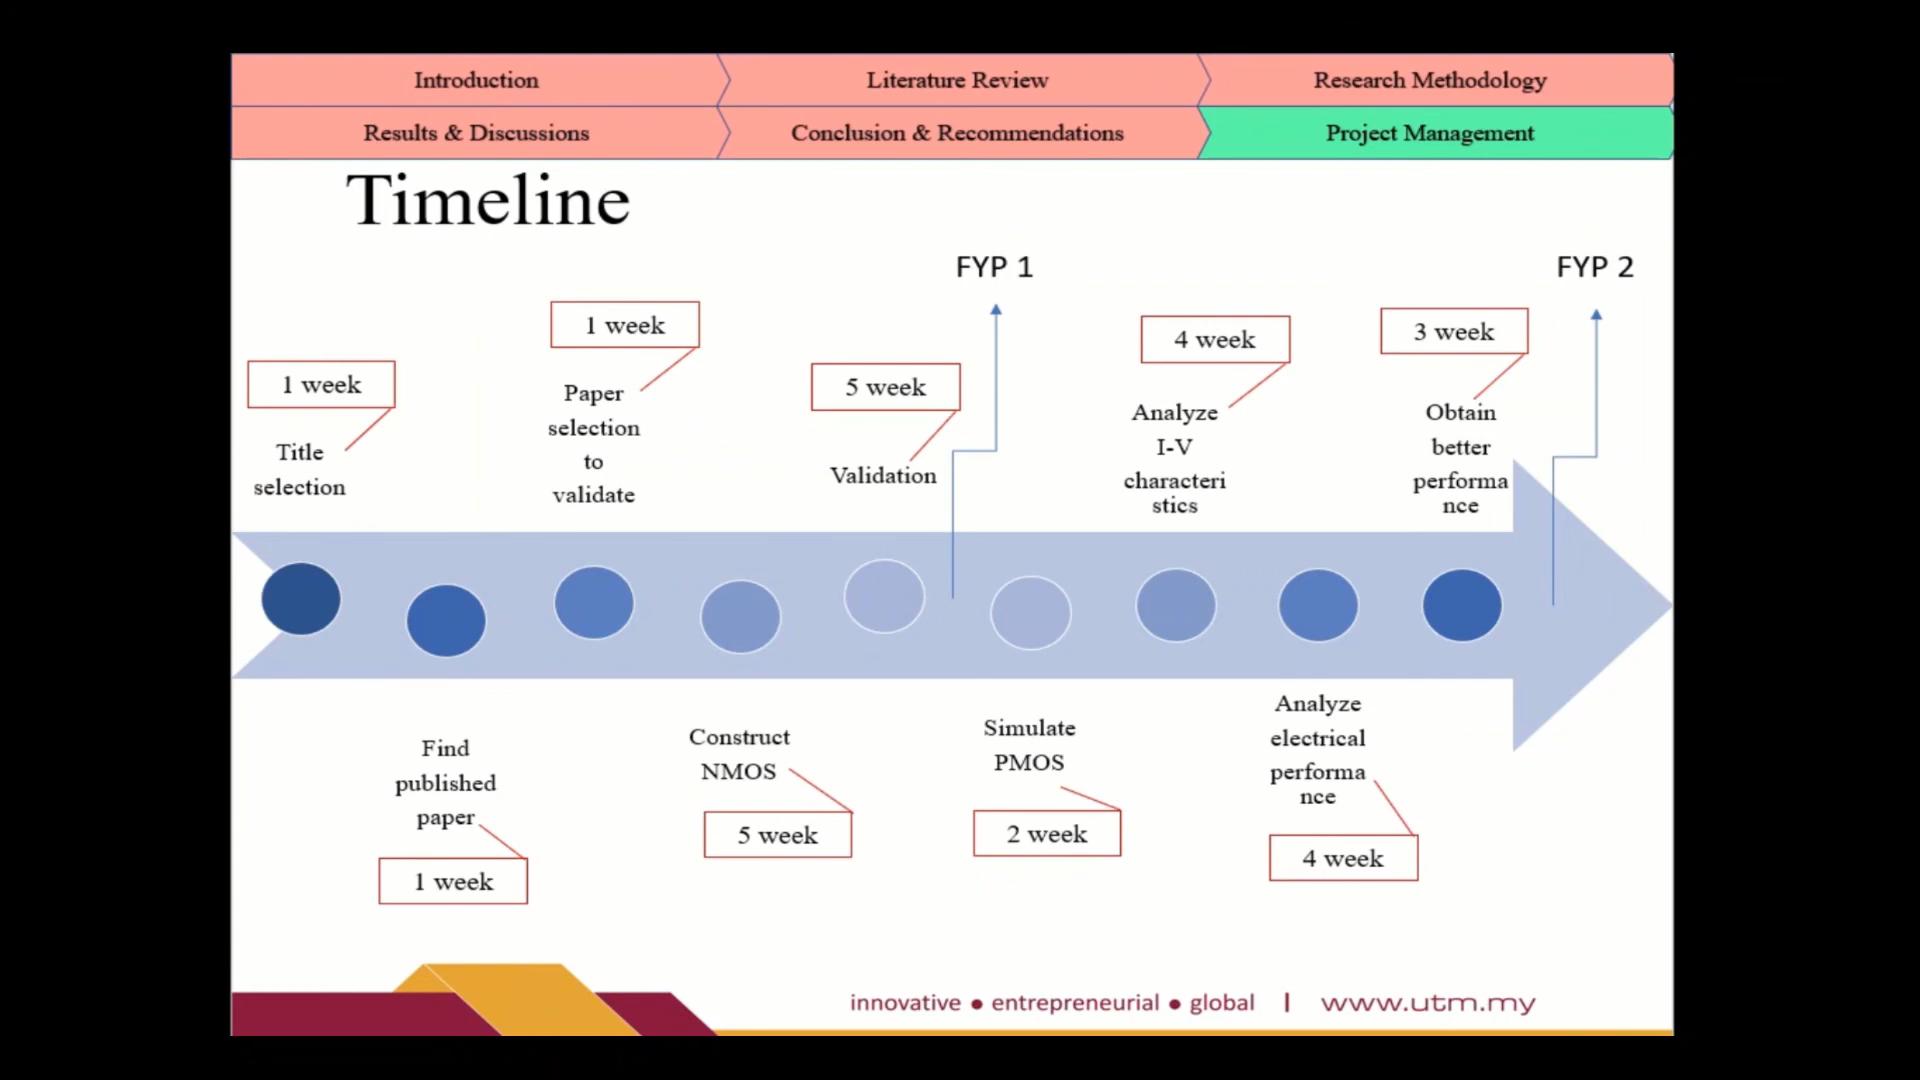 Introduction
Literature Review
Research Methodology
Results & Discussions
Conclusion & Recommendations
Project Management
Timeline
FYP 1
FYP 2
1 week
Title
selection
1 week
Paper
selection
to
validate
5 week
Validation
4 week
Analyze
I-V
characteri
stics
3 week
Obtain
better
performa
nce
Find
published
paper
1 week
Construct
NMOS
5 week
Simulate
PMOS
2 week
Analyze
electrical
performa
nce
4 week
innovative ● entrepreneurial ● global | www.utm.my